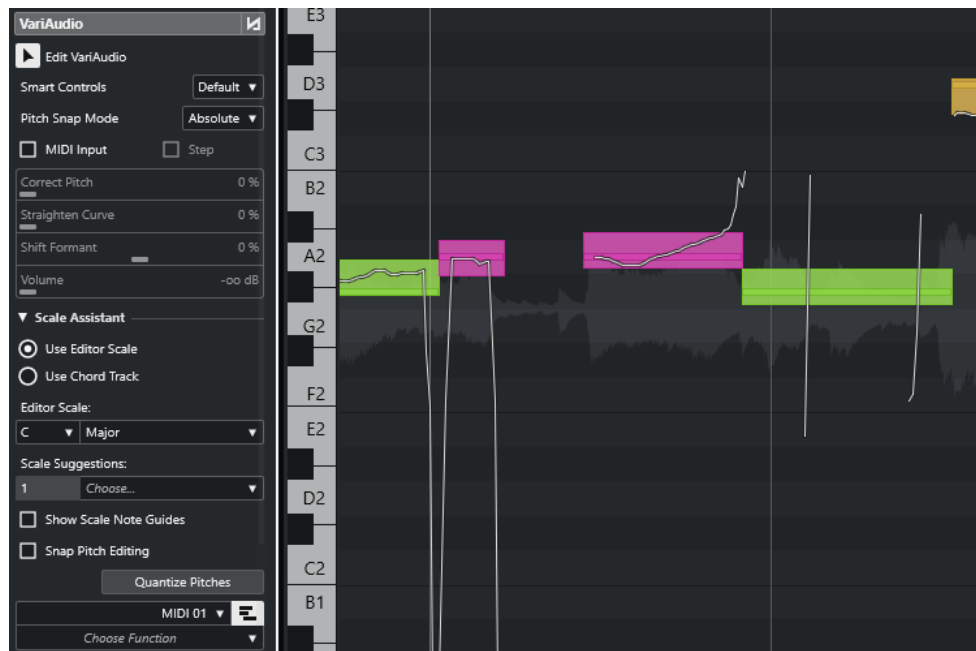 VariAudio
Edit VariAudio
Smart Controls Default
Pitch Snap Mode Absolute
MIDI Input Step
Correct Pitch 0 %
Straighten Curve 0 %
Shift Formant 0 %
Volume -oo dB
Scale Assistant
Use Editor Scale
Use Chord Track
Editor Scale:
C Major
Scale Suggestions:
1 Choose...
Show Scale Note Guides
Snap Pitch Editing
Quantize Pitches
MIDI 01
Choose Function
E3
D3
C3
B2
A2
G2
F2
E2
D2
C2
B1